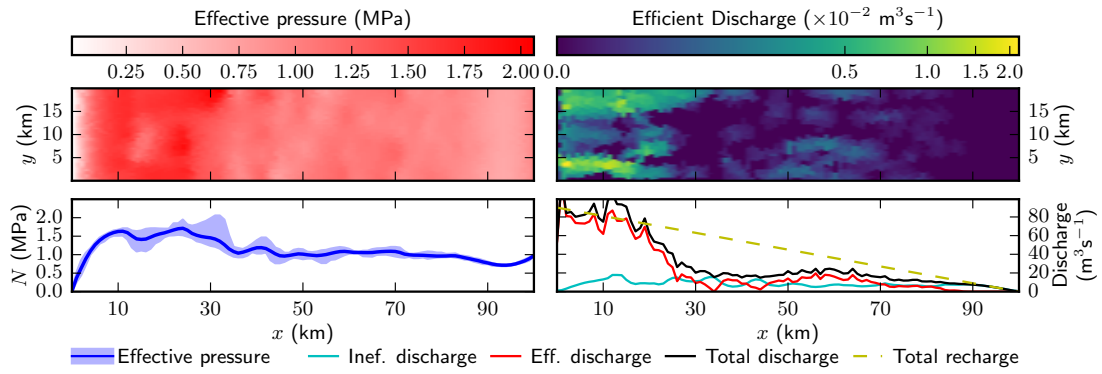 Effective pressure (MPa)
Efficient Discharge (×10⁻² m³s⁻¹)
0.25 0.50 0.75 1.00 1.25 1.50 1.75 2.00
0.0 0.5 1.0 1.5 2.0
y (km)
15
10
5
15
10
5
y (km)
N (MPa)
2.0
1.5
1.0
0.5
0.0
80
60
40
20
0
Discharge
(m³s⁻¹)
10 30 50 70 90
10 30 50 70 90
x (km)
x (km)
Effective pressure Inef. discharge Eff. discharge Total discharge Total recharge